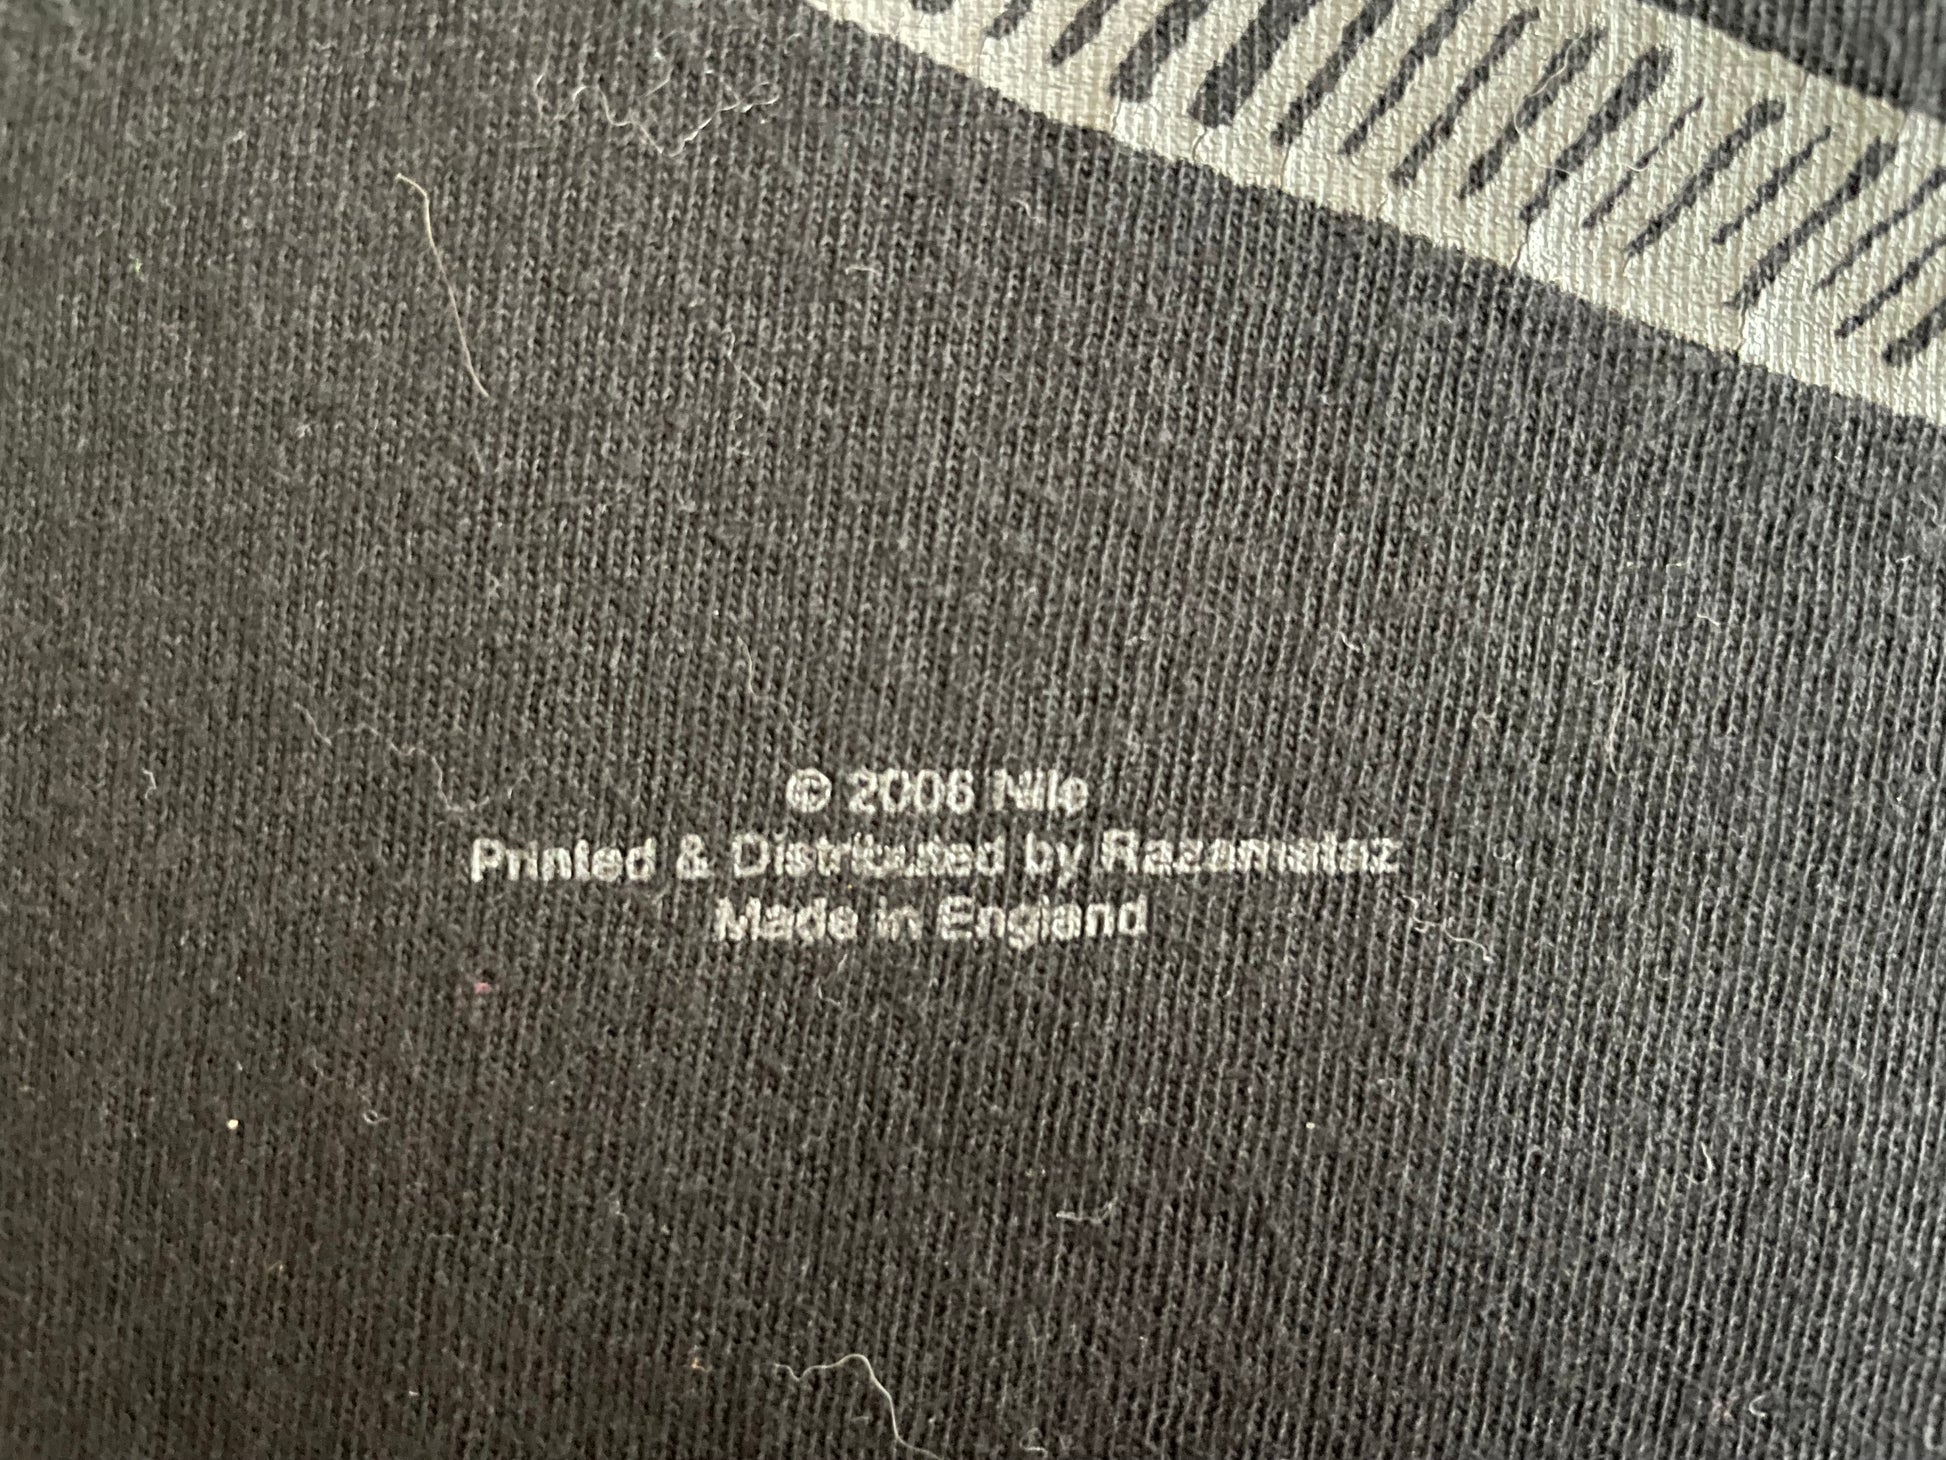 © 2006 Nile
Printed & Distributed by Razamataz
Made in England